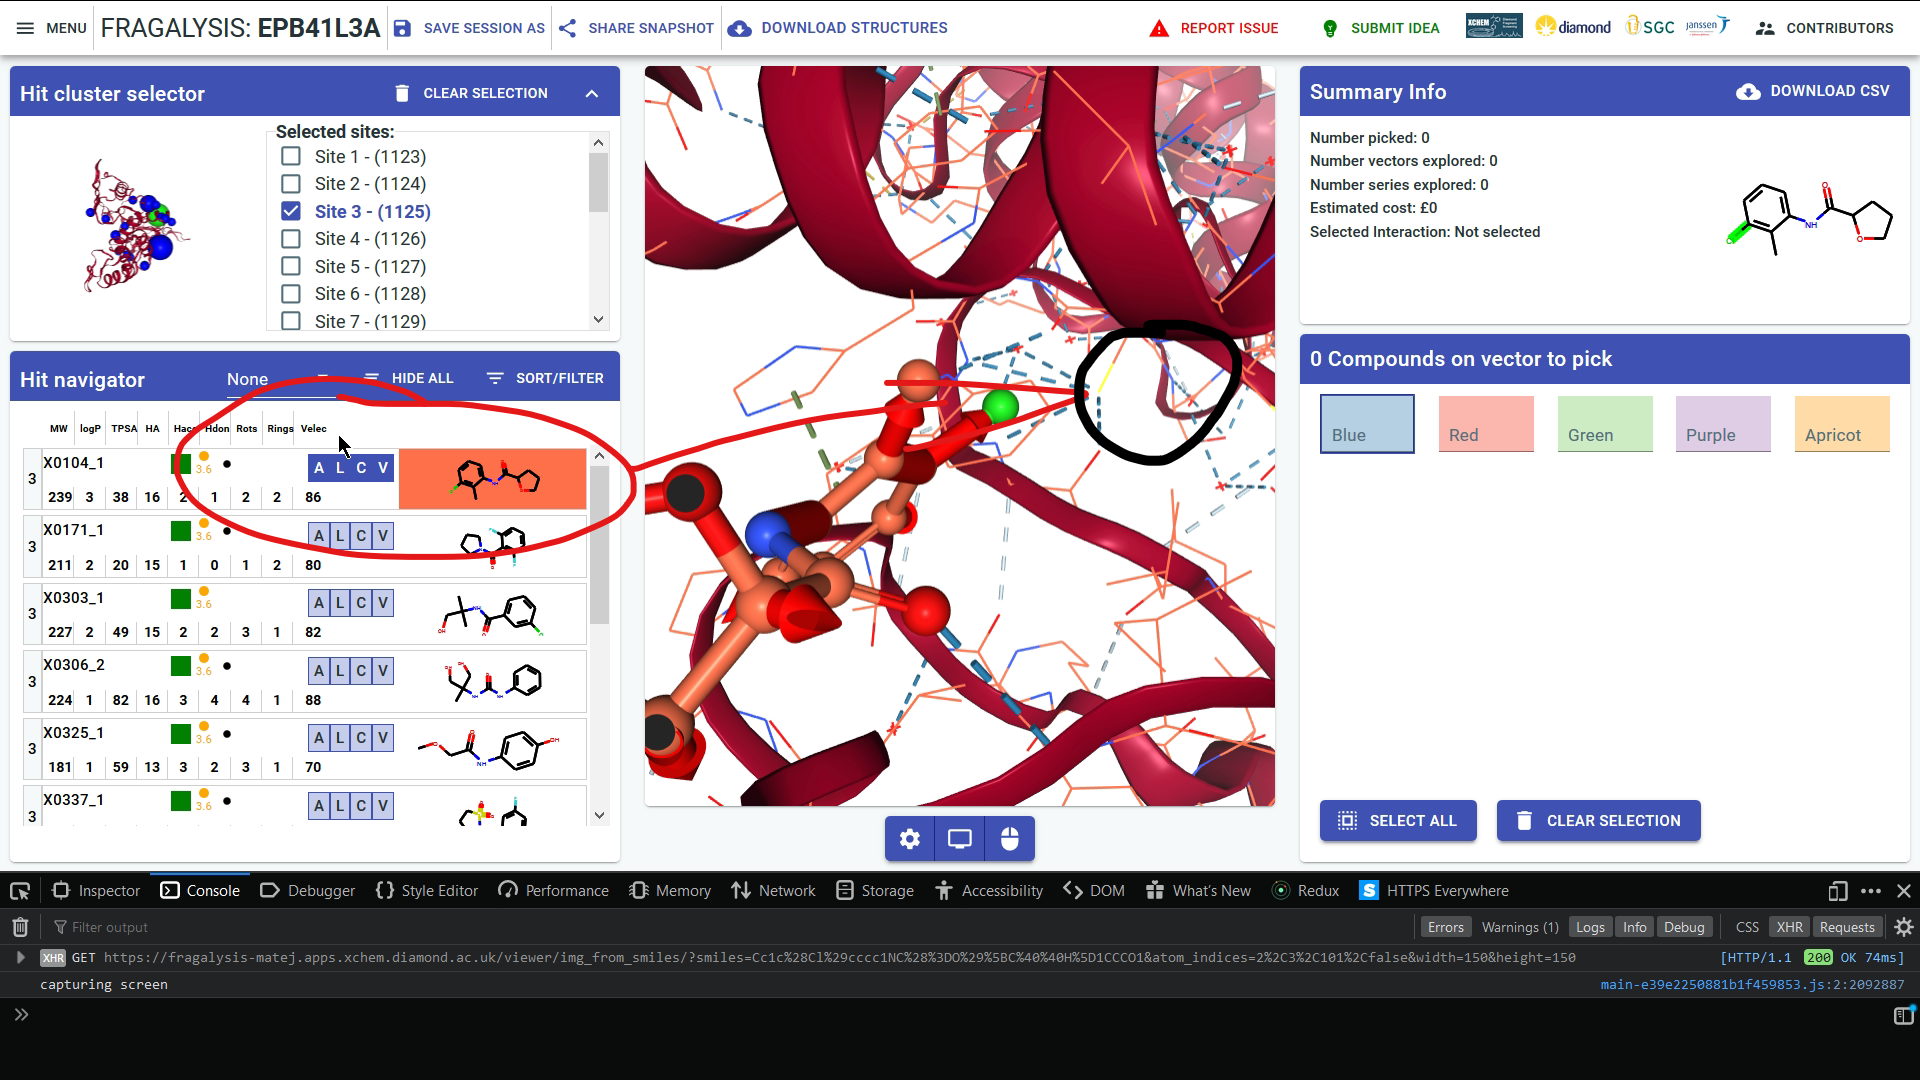 MENU
FRAGALYSIS: EPB41L3A
SAVE SESSION AS
SHARE SNAPSHOT
DOWNLOAD STRUCTURES
REPORT ISSUE
SUBMIT IDEA
XCHEM
diamond
SGC
janssen
CONTRIBUTORS
Hit cluster selector
CLEAR SELECTION
Selected sites:
Site 1 - (1123)
Site 2 - (1124)
Site 3 - (1125)
Site 4 - (1126)
Site 5 - (1127)
Site 6 - (1128)
Site 7 - (1129)
Hit navigator
None
HIDE ALL
SORT/FILTER
MW logP TPSA HA Hacc Hdon Rots Rings Velec
3
X0104_1
3.6
A L C V
239 3 38 16 2 1 2 2 86
3
X0171_1
3.6
A L C V
211 2 20 15 1 0 1 2 80
3
X0303_1
3.6
A L C V
227 2 49 15 2 2 3 1 82
3
X0306_2
3.6
A L C V
224 1 82 16 3 4 4 1 88
3
X0325_1
3.6
A L C V
181 1 59 13 3 2 3 1 70
3
X0337_1
3.6
A L C V
Summary Info
DOWNLOAD CSV
Number picked: 0
Number vectors explored: 0
Number series explored: 0
Estimated cost: £0
Selected Interaction: Not selected
NH
O
O
0 Compounds on vector to pick
Blue
Red
Green
Purple
Apricot
SELECT ALL
CLEAR SELECTION
Inspector
Console
Debugger
Style Editor
Performance
Memory
Network
Storage
Accessibility
DOM
What's New
Redux
S HTTPS Everywhere
Filter output
Errors
Warnings (1)
Logs
Info
Debug
CSS
XHR
Requests
XHR GET https://fragalysis-matej.apps.xchem.diamond.ac.uk/viewer/img_from_smiles/?smiles=Cc1c%28Cl%29cccc1NC%28%3DO%29%5BC%40%40H%5D1CCCO1&atom_indices=2%2C3%2C101%2Cfalse&width=150&height=150
[HTTP/1.1 200 OK 74ms]
capturing screen
main-e39e2250881b1f459853.js:2:2092887